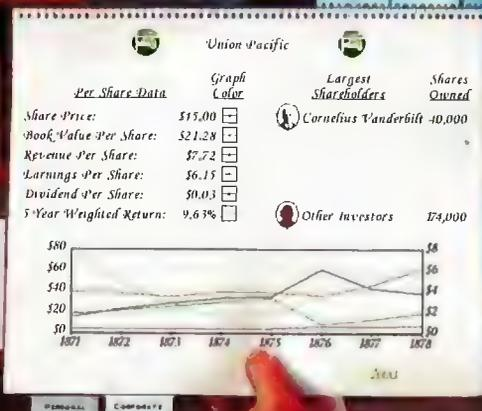 Union Pacific
Per Share Data
Graph Color
Largest Shareholders
Shares Owned
Share Price: $15.00
Book Value Per Share: $21.28
Revenue Per Share: $7.72
Earnings Per Share: $6.15
Dividend Per Share: $0.03
5 Year Weighted Return: 9.63%
Cornelius Vanderbilt 40,000
Other Investors 174,000
$80 $8
$60 $6
$40 $4
$20 $2
$0 $0
1871 1872 1873 1874 1875 1876 1877 1878
Personal Corporate